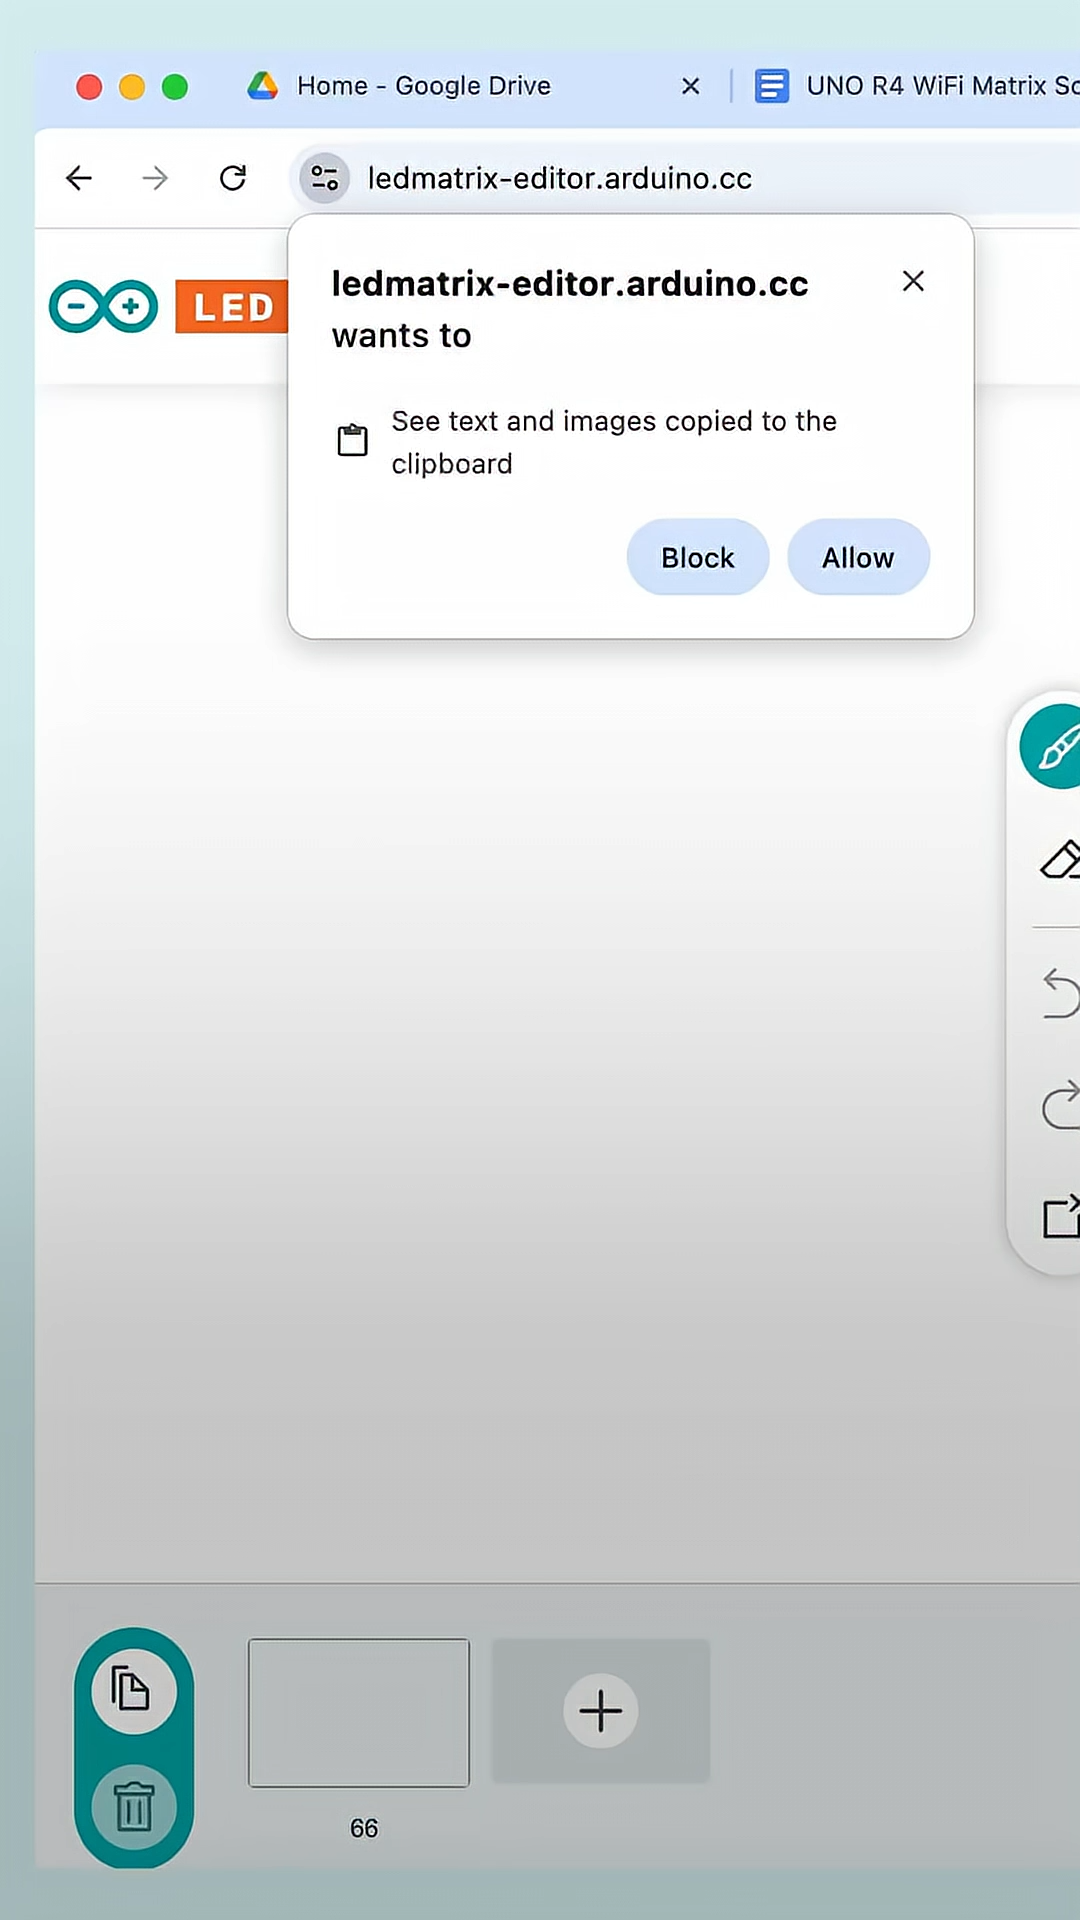 Home - Google Drive
UNO R4 WiFi Matrix Sc
ledmatrix-editor.arduino.cc
LED
ledmatrix-editor.arduino.cc
wants to
See text and images copied to the
clipboard
Block
Allow
66